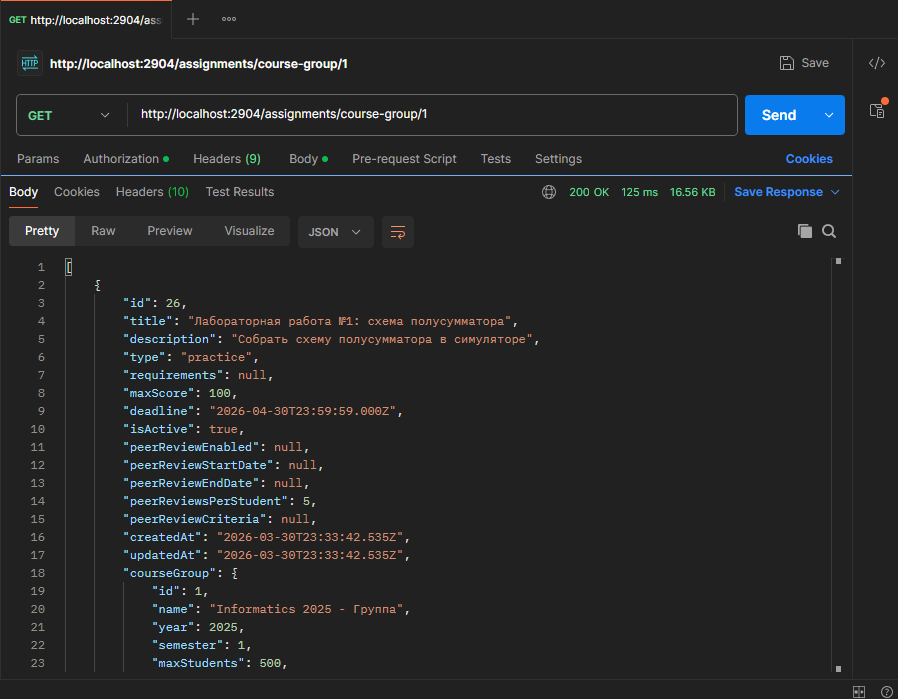 GET http://localhost:2904/ass
HTTP http://localhost:2904/assignments/course-group/1 Save
GET http://localhost:2904/assignments/course-group/1 Send
Params Authorization Headers (9) Body Pre-request Script Tests Settings Cookies
Body Cookies Headers (10) Test Results 200 OK 125 ms 16.56 KB Save Response
Pretty Raw Preview Visualize JSON
1 [
2 {
3 "id": 26,
4 "title": "Лабораторная работа №1: схема полусумматора",
5 "description": "Собрать схему полусумматора в симуляторе",
6 "type": "practice",
7 "requirements": null,
8 "maxScore": 100,
9 "deadline": "2026-04-30T23:59:59.000Z",
10 "isActive": true,
11 "peerReviewEnabled": null,
12 "peerReviewStartDate": null,
13 "peerReviewEndDate": null,
14 "peerReviewsPerStudent": 5,
15 "peerReviewCriteria": null,
16 "createdAt": "2026-03-30T23:33:42.535Z",
17 "updatedAt": "2026-03-30T23:33:42.535Z",
18 "courseGroup": {
19 "id": 1,
20 "name": "Informatics 2025 - Группа",
21 "year": 2025,
22 "semester": 1,
23 "maxStudents": 500,